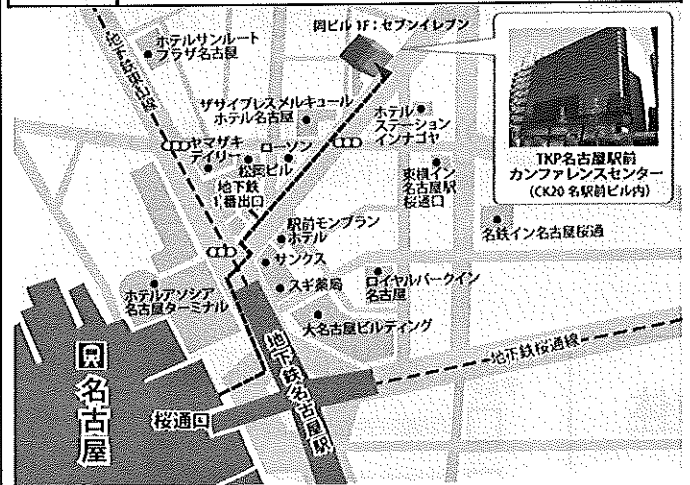 同ビル 1F：セブンイレブン
ホテルサンルート
プラザ名古屋
地下鉄東山線
ザサイプレスメルキュール
ホテル名古屋
ホテル
ステーション
インナゴヤ
TKP名古屋駅前
カンファレンスセンター
(CK20 名駅前ビル内)
ヤマザキ
デイリー
ローソン
松岡ビル
地下鉄
1番出口
東横イン
名古屋駅
桜通口
名鉄イン名古屋桜通
駅前モンブラン
ホテル
サンクス
スギ薬局
ロイヤルパークイン
名古屋
ホテルアソシア
名古屋ターミナル
大名古屋ビルディング
地下鉄桜通線
地下鉄名古屋駅
名古屋
桜通口